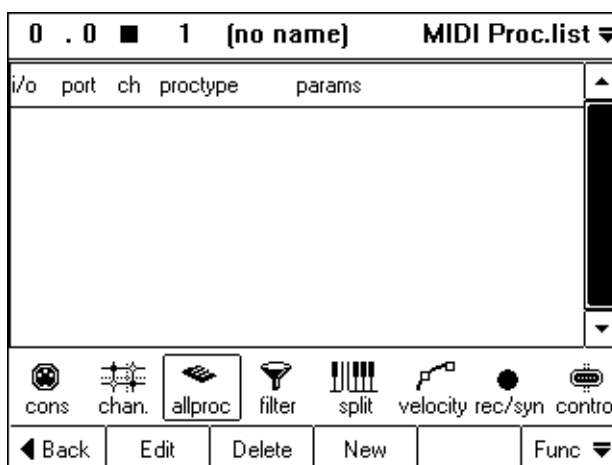 0 . 0 ■ 1 (no name) MIDI Proc.list
i/o port ch proctype params
cons chan. allproc filter split velocity rec/syn contro
Back Edit Delete New Func